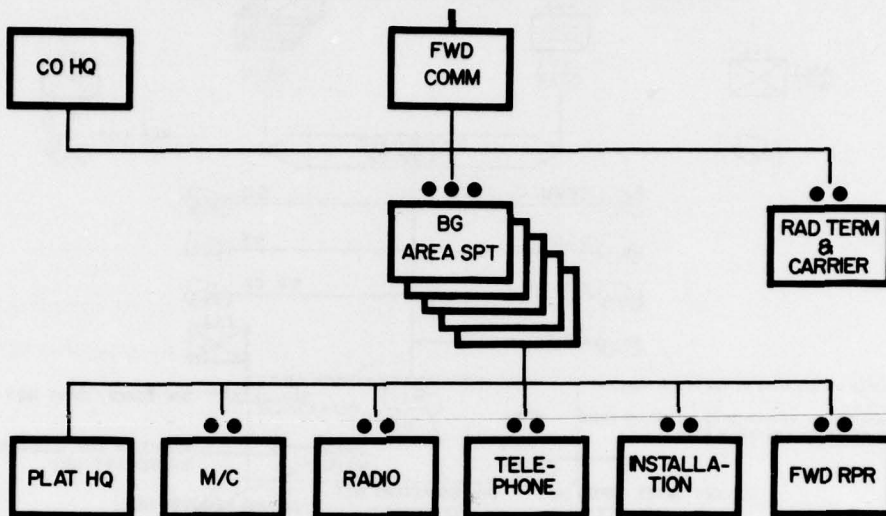 CO HQ
FWD
COMM
BG
AREA SPT
RAD TERM
&
CARRIER
PLAT HQ
M/C
RADIO
TELE-
PHONE
INSTALLA-
TION
FWD RPR